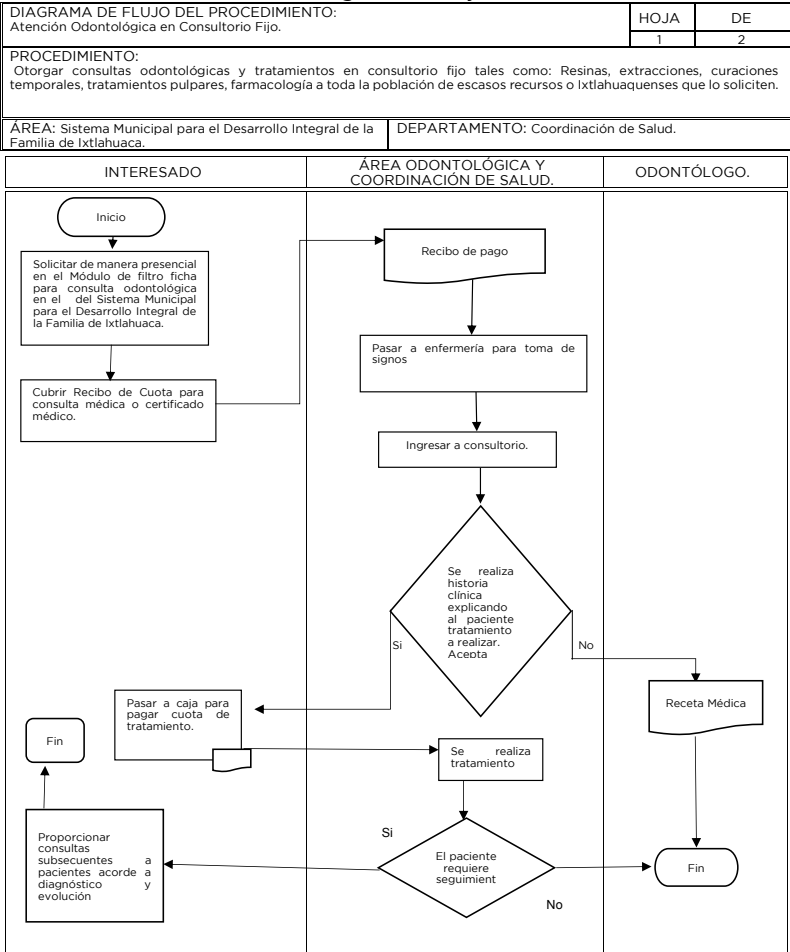 DIAGRAMA DE FLUJO DEL PROCEDIMIENTO:
Atención Odontológica en Consultorio Fijo.
HOJA
DE
1
2
PROCEDIMIENTO:
Otorgar consultas odontológicas y tratamientos en consultorio fijo tales como: Resinas, extracciones, curaciones
temporales, tratamientos pulpares, farmacología a toda la población de escasos recursos o Ixtlahuaquenses que lo soliciten.
ÁREA: Sistema Municipal para el Desarrollo Integral de la
Familia de Ixtlahuaca.
DEPARTAMENTO: Coordinación de Salud.
INTERESADO
ÁREA ODONTOLÓGICA Y
COORDINACIÓN DE SALUD.
ODONTÓLOGO.
Inicio
Solicitar de manera presencial
en el Módulo de filtro ficha
para consulta odontológica
en el del Sistema Municipal
para el Desarrollo Integral de
la Familia de Ixtlahuaca.
Cubrir Recibo de Cuota para
consulta médica o certificado
médico.
Recibo de pago
Pasar a enfermería para toma de
signos
Ingresar a consultorio.
Se realiza
historia
clínica
explicando
al paciente
tratamiento
a realizar.
Acepta
Si
No
Pasar a caja para
pagar cuota de
tratamiento.
Receta Médica
Fin
Se realiza
tratamiento
Proporcionar
consultas
subsecuentes a
pacientes acorde a
diagnóstico y
evolución
Si
El paciente
requiere
seguimient
No
Fin